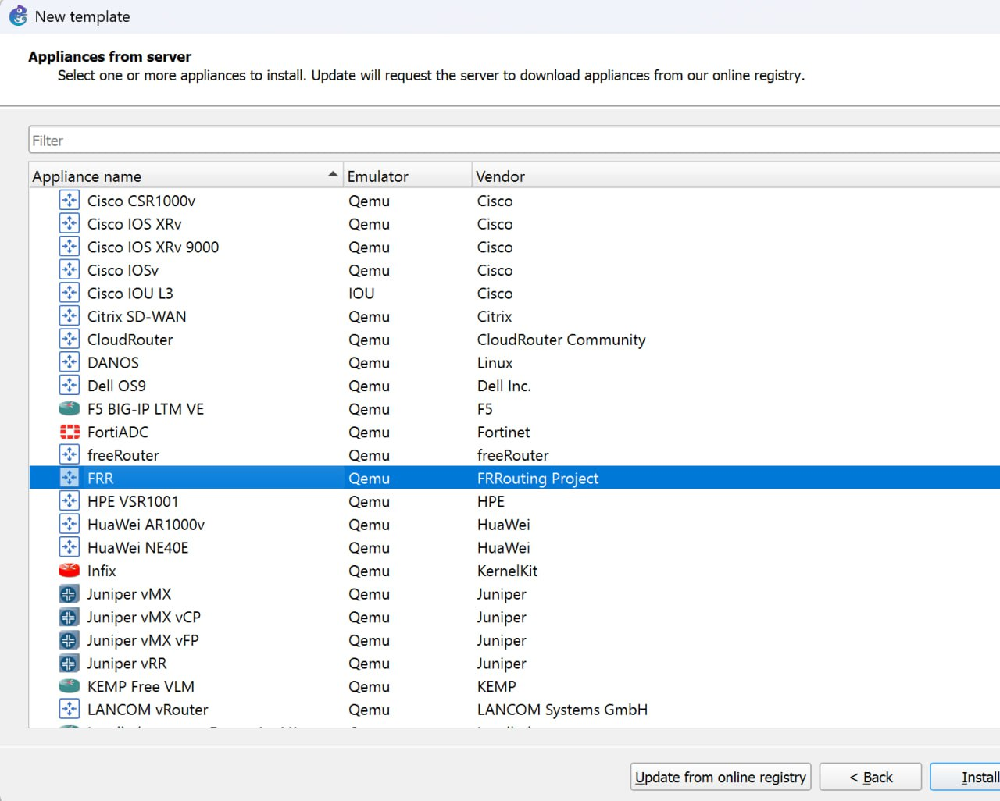 New template
Appliances from server
Select one or more appliances to install. Update will request the server to download appliances from our online registry.
Filter
Appliance name Emulator Vendor
Cisco CSR1000v Qemu Cisco
Cisco IOS XRv Qemu Cisco
Cisco IOS XRv 9000 Qemu Cisco
Cisco IOSv Qemu Cisco
Cisco IOU L3 IOU Cisco
Citrix SD-WAN Qemu Citrix
CloudRouter Qemu CloudRouter Community
DANOS Qemu Linux
Dell OS9 Qemu Dell Inc.
F5 BIG-IP LTM VE Qemu F5
FortiADC Qemu Fortinet
freeRouter Qemu freeRouter
FRR Qemu FRRouting Project
HPE VSR1001 Qemu HPE
HuaWei AR1000v Qemu HuaWei
HuaWei NE40E Qemu HuaWei
Infix Qemu KernelKit
Juniper vMX Qemu Juniper
Juniper vMX vCP Qemu Juniper
Juniper vMX vFP Qemu Juniper
Juniper vRR Qemu Juniper
KEMP Free VLM Qemu KEMP
LANCOM vRouter Qemu LANCOM Systems GmbH
Update from online registry < Back Install